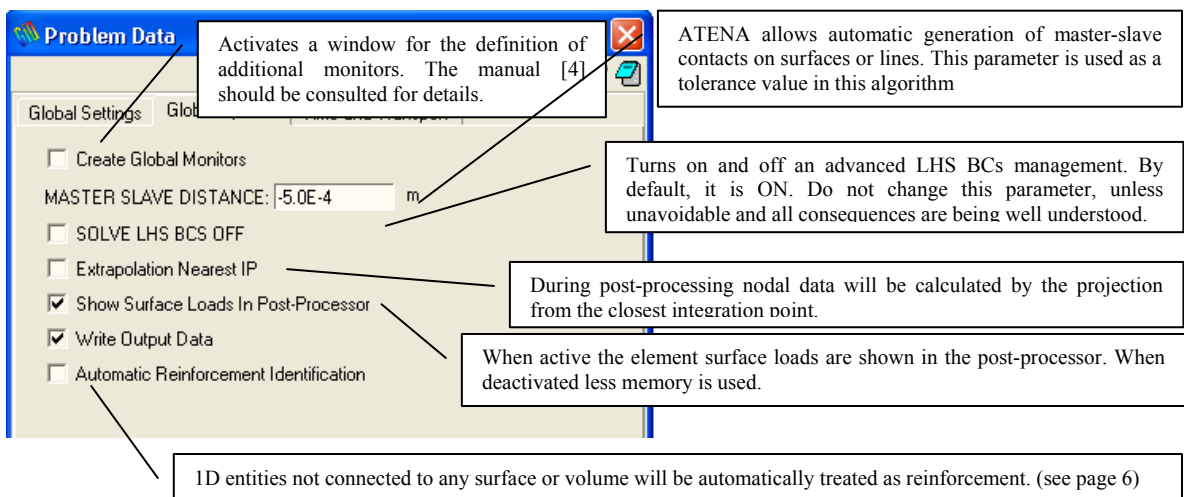 Problem Data
Activates a window for the definition of
additional monitors. The manual [4]
should be consulted for details.
ATENA allows automatic generation of master-slave
contacts on surfaces or lines. This parameter is used as a
tolerance value in this algorithm
Global Settings
Create Global Monitors
MASTER SLAVE DISTANCE: -5.0E-4 m
SOLVE LHS BCS OFF
Extrapolation Nearest IP
Show Surface Loads In Post-Processor
Write Output Data
Automatic Reinforcement Identification
Turns on and off an advanced LHS BCs management. By
default, it is ON. Do not change this parameter, unless
unavoidable and all consequences are being well understood.
During post-processing nodal data will be calculated by the projection
from the closest integration point.
When active the element surface loads are shown in the post-processor. When
deactivated less memory is used.
1D entities not connected to any surface or volume will be automatically treated as reinforcement. (see page 6)